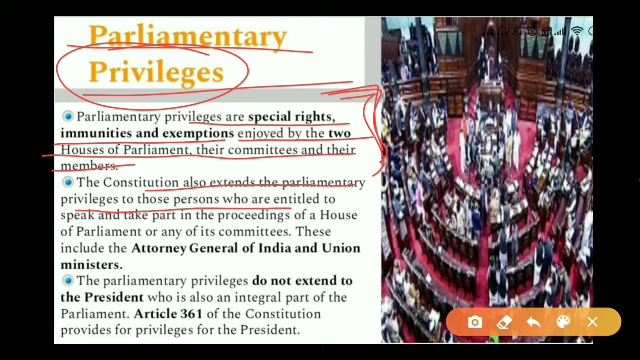 Parliamentary
Privileges
Parliamentary privileges are special rights,
immunities and exemptions enjoyed by the two
Houses of Parliament, their committees and their
members.
The Constitution also extends the parliamentary
privileges to those persons who are entitled to
speak and take part in the proceedings of a House
of Parliament or any of its committees. These
include the Attorney General of India and Union
ministers.
The parliamentary privileges do not extend to
the President who is also an integral part of the
Parliament. Article 361 of the Constitution
provides for privileges for the President.